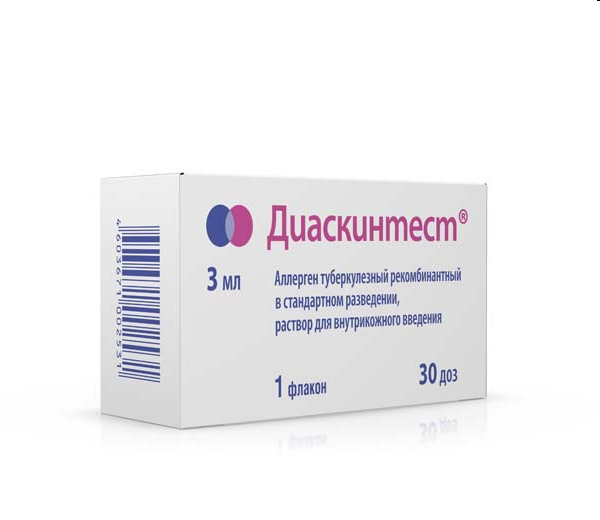 Диаскинтест®
3 мл
Аллерген туберкулезный рекомбинантный
в стандартном разведении,
раствор для внутрикожного введения
1 флакон
30 доз
4603671002531